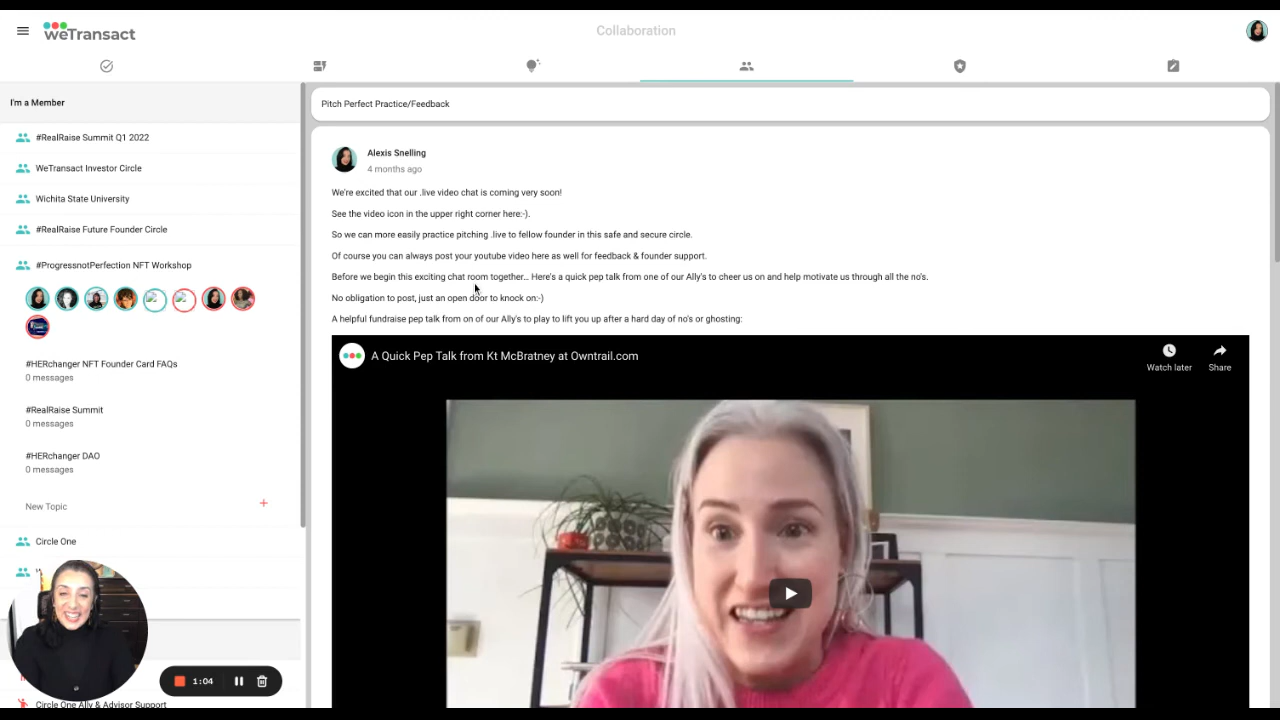 weTransact
Collaboration
I'm a Member
#RealRaise Summit Q1 2022
WeTransact Investor Circle
Wichita State University
#RealRaise Future Founder Circle
#ProgressnotPerfection NFT Workshop
#HERchanger NFT Founder Card FAQs
0 messages
#RealRaise Summit
0 messages
#HERchanger DAO
0 messages
New Topic
Circle One
Circle One Ally & Advisor Support
1:04
Pitch Perfect Practice/Feedback
Alexis Snelling
4 months ago
We're excited that our .live video chat is coming very soon!
See the video icon in the upper right corner here:-).
So we can more easily practice pitching .live to fellow founder in this safe and secure circle.
Of course you can always post your youtube video here as well for feedback & founder support.
Before we begin this exciting chat room together... Here's a quick pep talk from one of our Ally's to cheer us on and help motivate us through all the no's.
No obligation to post, just an open door to knock on:-)
A helpful fundraise pep talk from on of our Ally's to play to lift you up after a hard day of no's or ghosting:
A Quick Pep Talk from Kt McBratney at Owntrail.com
Watch later
Share